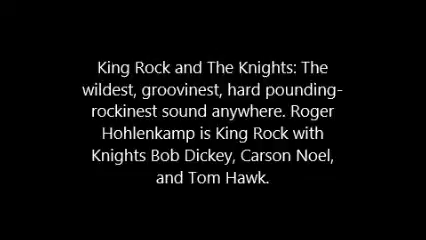 King Rock and The Knights: The
wildest, groovinest, hard pounding-
rockinest sound anywhere. Roger
Hohlenkamp is King Rock with
Knights Bob Dickey, Carson Noel,
and Tom Hawk.